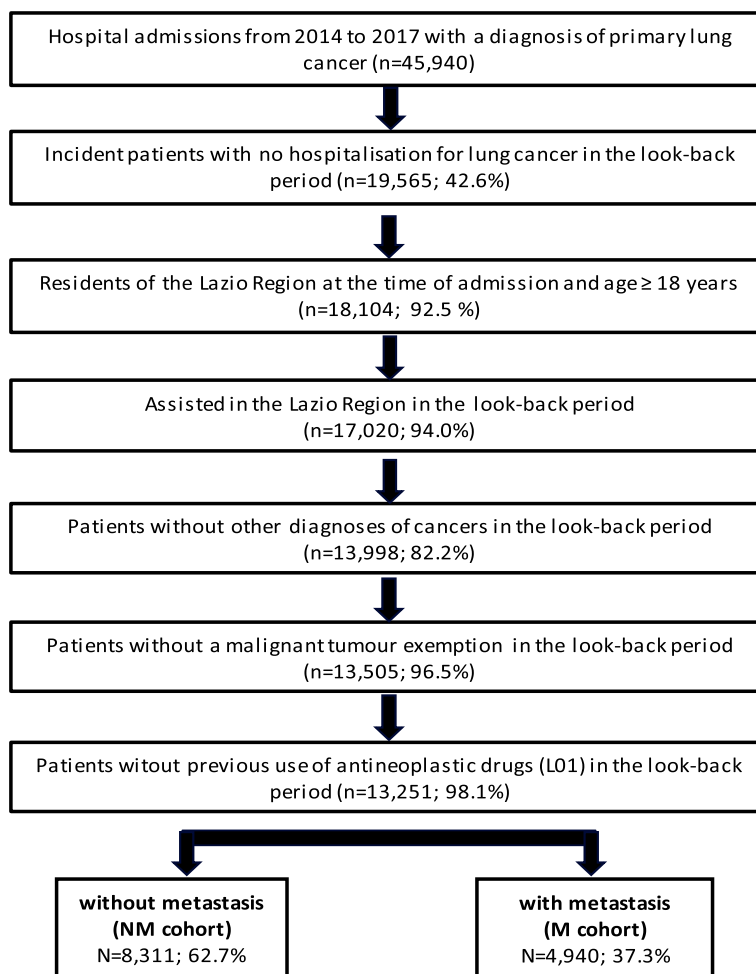 Hospital admissions from 2014 to 2017 with a diagnosis of primary lung
cancer (n=45,940)
Incident patients with no hospitalisation for lung cancer in the look-back
period (n=19,565; 42.6%)
Residents of the Lazio Region at the time of admission and age ≥ 18 years
(n=18,104; 92.5 %)
Assisted in the Lazio Region in the look-back period
(n=17,020; 94.0%)
Patients without other diagnoses of cancers in the look-back period
(n=13,998; 82.2%)
Patients without a malignant tumour exemption in the look-back period
(n=13,505; 96.5%)
Patients witout previous use of antineoplastic drugs (L01) in the look-back
period (n=13,251; 98.1%)
without metastasis
(NM cohort)
N=8,311; 62.7%
with metastasis
(M cohort)
N=4,940; 37.3%